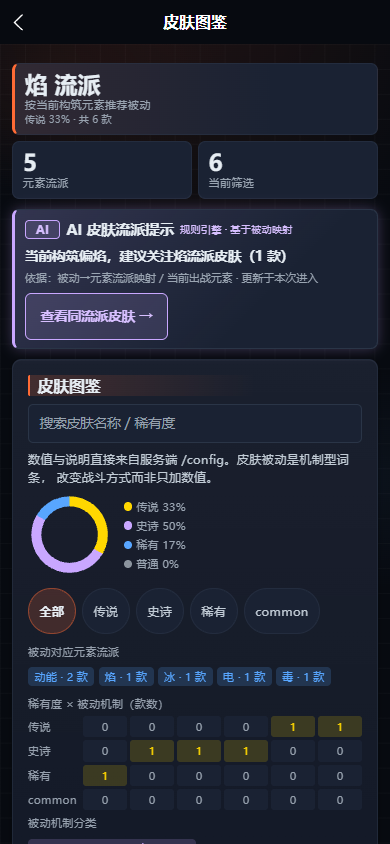 皮肤图鉴
焰 流派
按当前构筑元素推荐被动
传说 33% · 共 6 款
5
元素流派
6
当前筛选
AI AI 皮肤流派提示 规则引擎 · 基于被动映射
当前构筑偏焰，建议关注焰流派皮肤（1 款）
依据：被动→元素流派映射 / 当前出战元素 · 更新于本次进入
查看同流派皮肤 →
皮肤图鉴
搜索皮肤名称 / 稀有度
数值与说明直接来自服务端 /config。皮肤被动是机制型词
条， 改变战斗方式而非只加数值。
传说 33%
史诗 50%
稀有 17%
普通 0%
全部 传说 史诗 稀有 common
被动对应元素流派
动能 · 2 款 焰 · 1 款 冰 · 1 款 电 · 1 款 毒 · 1 款
稀有度 × 被动机制（款数）
传说 0 0 0 0 1 1
史诗 0 1 1 1 0 0
稀有 1 0 0 0 0 0
common 0 0 0 0 0 0
被动机制分类